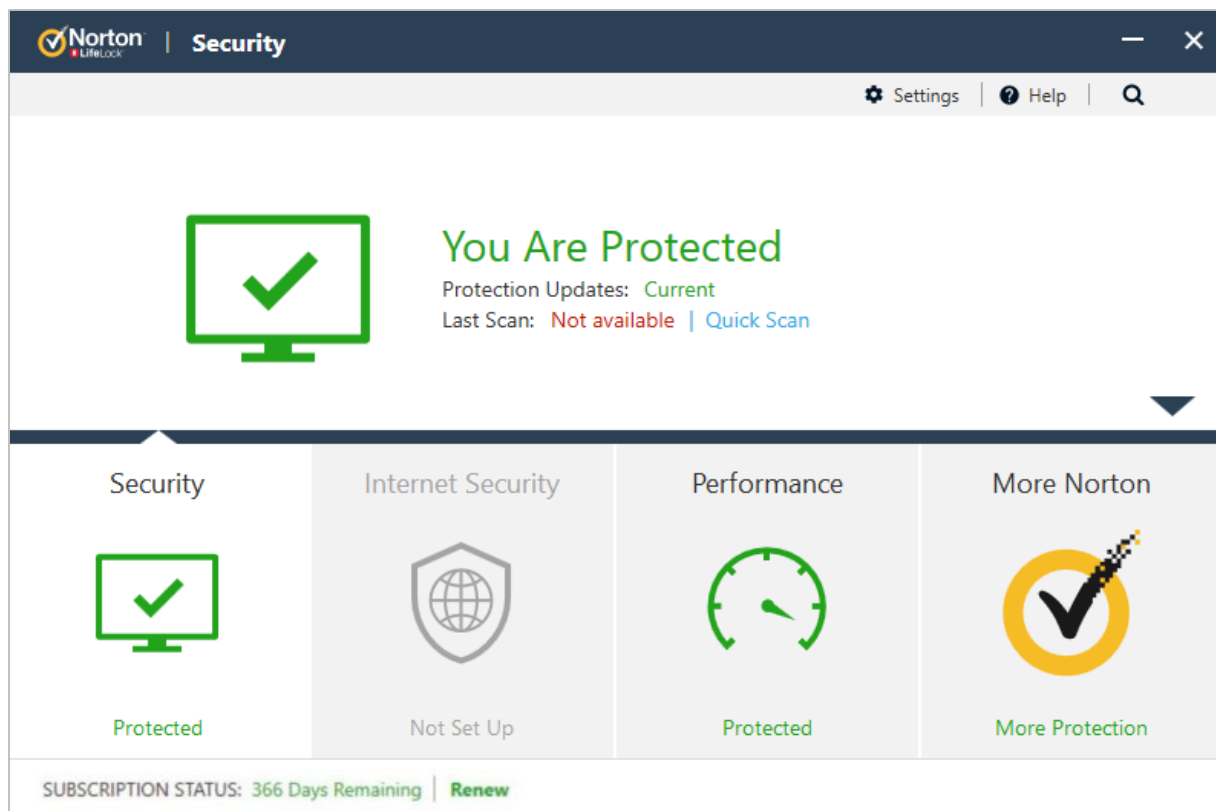 Norton | Security
LifeLock
Settings | Help |
You Are Protected
Protection Updates: Current
Last Scan: Not available | Quick Scan
Security Internet Security Performance More Norton
Protected Not Set Up Protected More Protection
SUBSCRIPTION STATUS: 366 Days Remaining | Renew